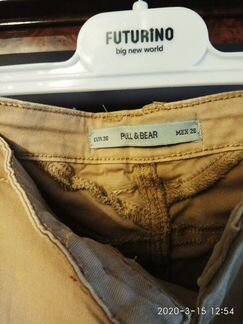 FUTURINO
big new world
EUR 36 PULL & BEAR MEX 26
2020-3-15 12:54